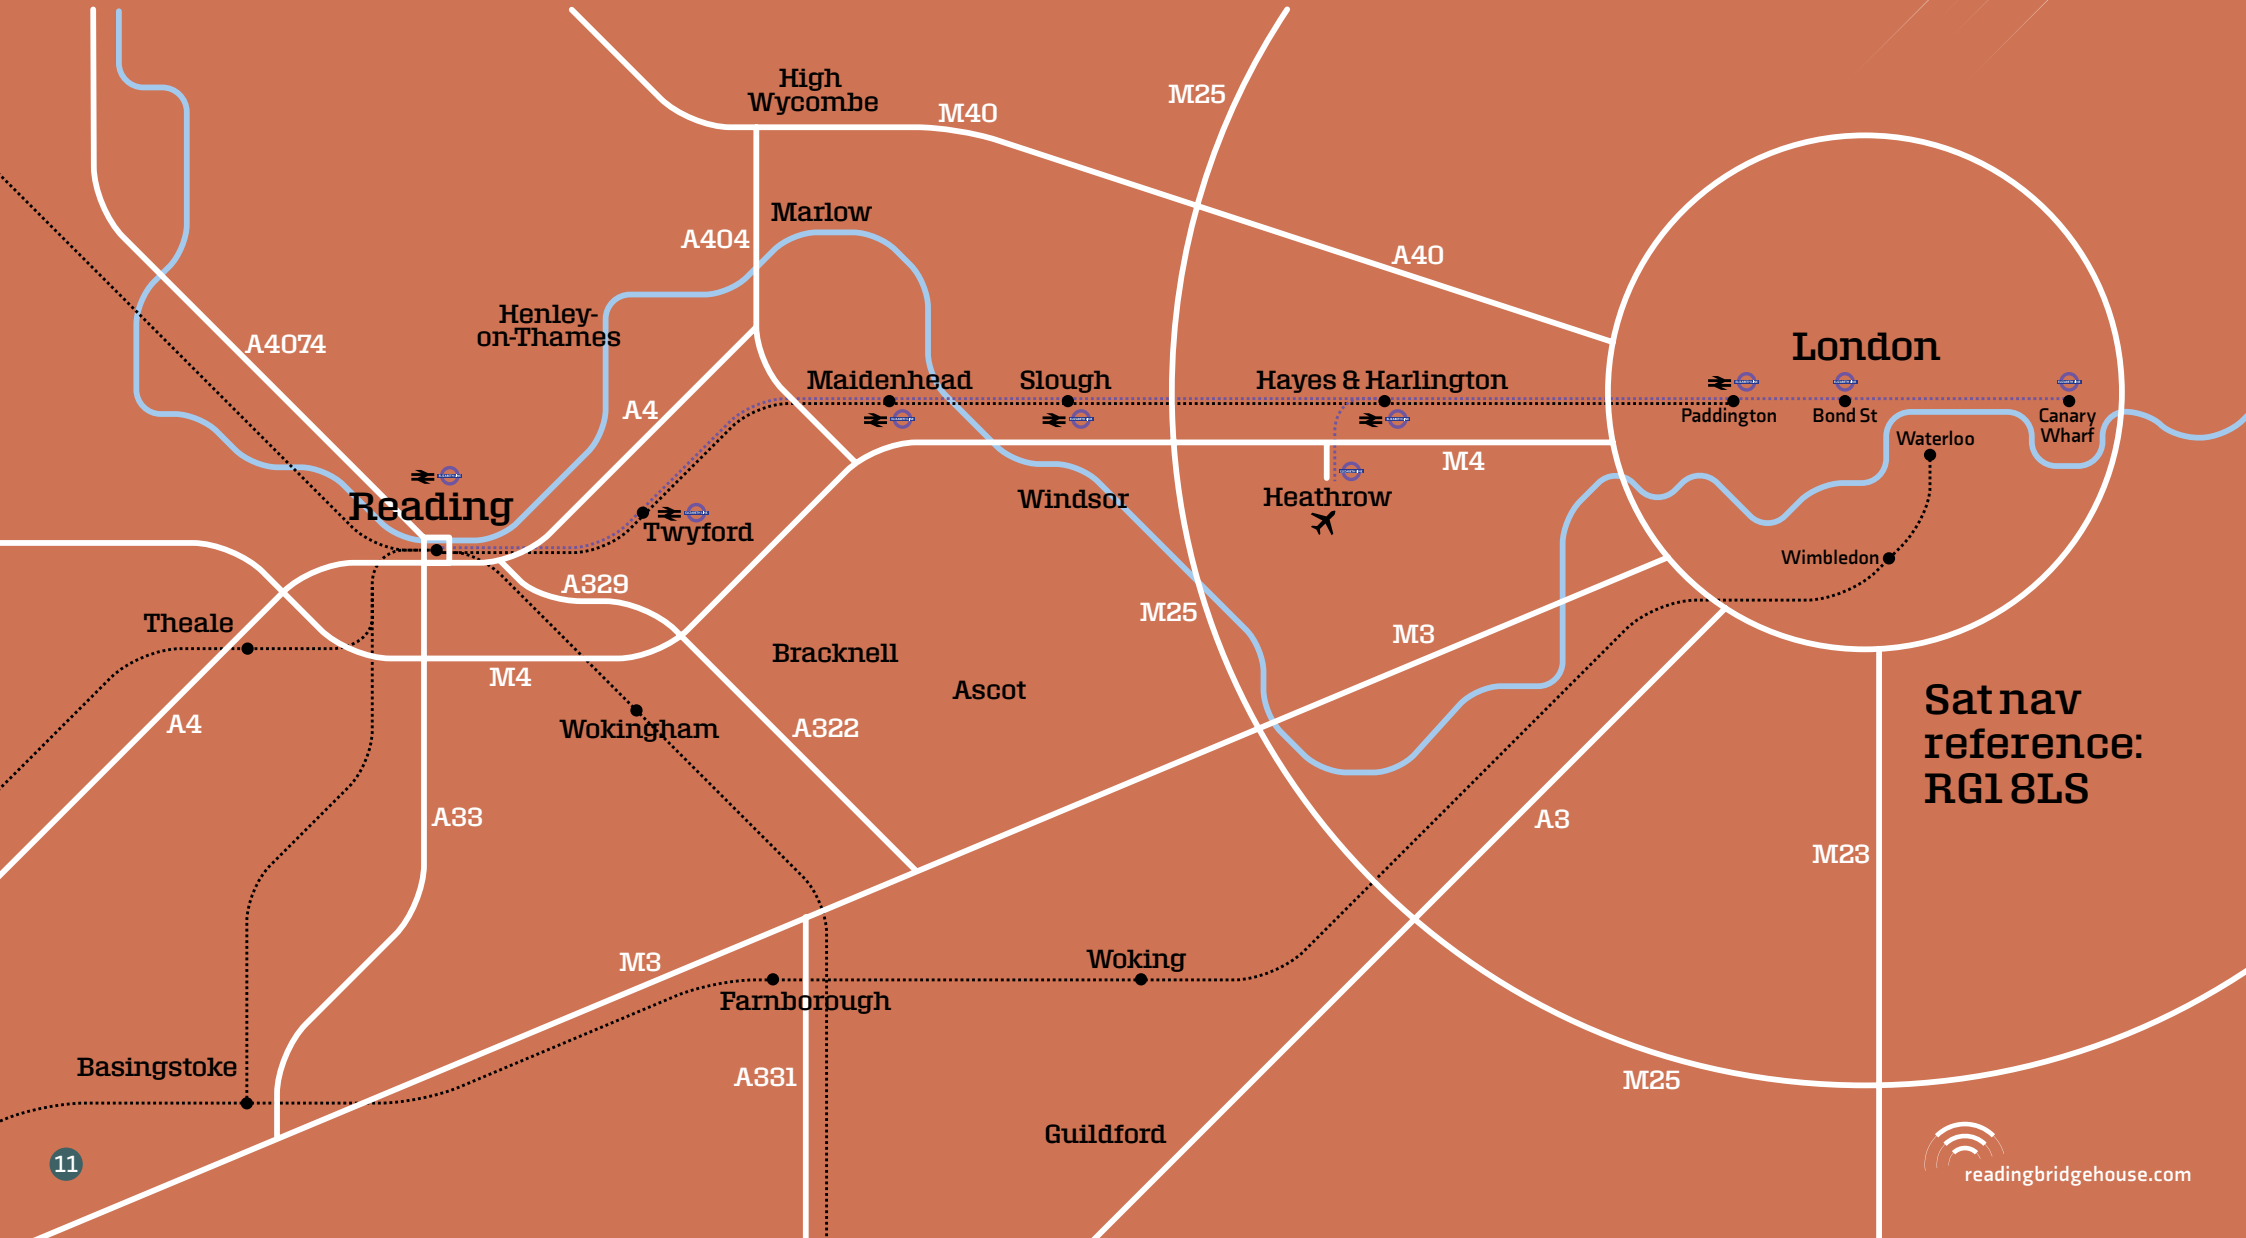 High
Wycombe
M40
M25
Marlow
A404
A40
Henley-
on-Thames
A4074
London
Maidenhead
Slough
Hayes & Harlington
A4
Paddington
Bond St
Canary
Wharf
Waterloo
M4
Reading
Windsor
Heathrow
Twyford
Wimbledon
A329
Theale
M25
M3
Bracknell
M4
Ascot
A4
Wokingham
A322
Sat nav
reference:
RG1 8LS
A33
A3
M23
M3
Woking
Farnborough
Basingstoke
A331
M25
Guildford
11
readingbridgehouse.com